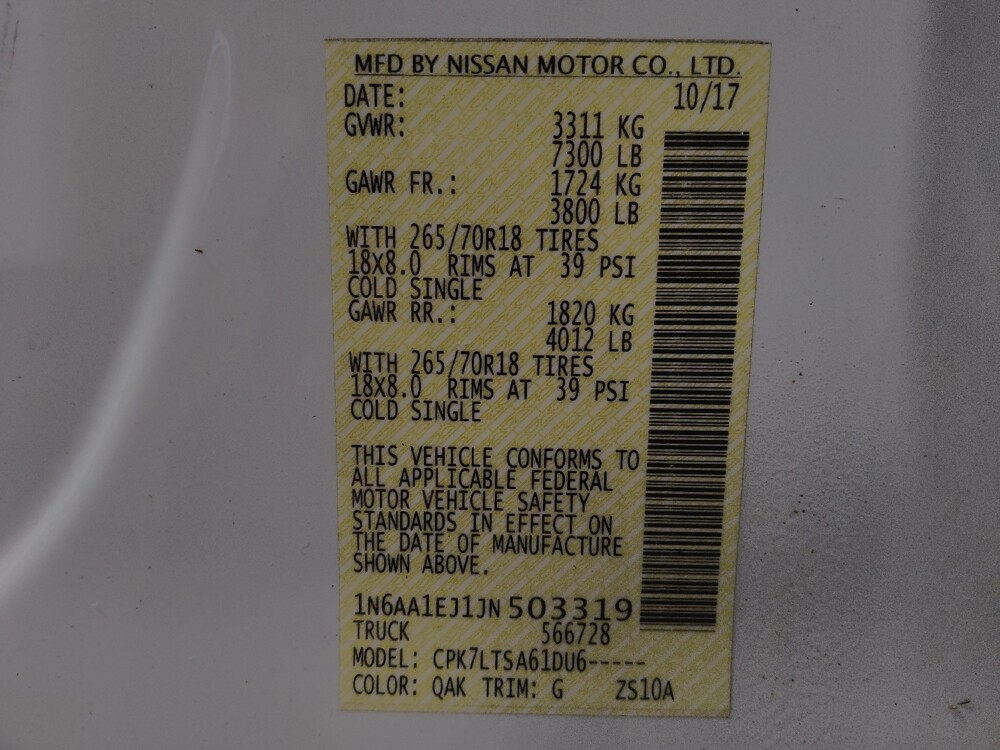 MFD BY NISSAN MOTOR CO., LTD.
DATE: 10/17
GVWR: 3311 KG
7300 LB
GAWR FR.: 1724 KG
3800 LB
WITH 265/70R18 TIRES
18X8.0 RIMS AT 39 PSI
COLD SINGLE
GAWR RR.: 1820 KG
4012 LB
WITH 265/70R18 TIRES
18X8.0 RIMS AT 39 PSI
COLD SINGLE
THIS VEHICLE CONFORMS TO
ALL APPLICABLE FEDERAL
MOTOR VEHICLE SAFETY
STANDARDS IN EFFECT ON
THE DATE OF MANUFACTURE
SHOWN ABOVE.
1N6AA1EJ1JN503319
TRUCK 566728
MODEL: CPK7LTSA61DU6-----
COLOR: QAK TRIM: G ZS10A